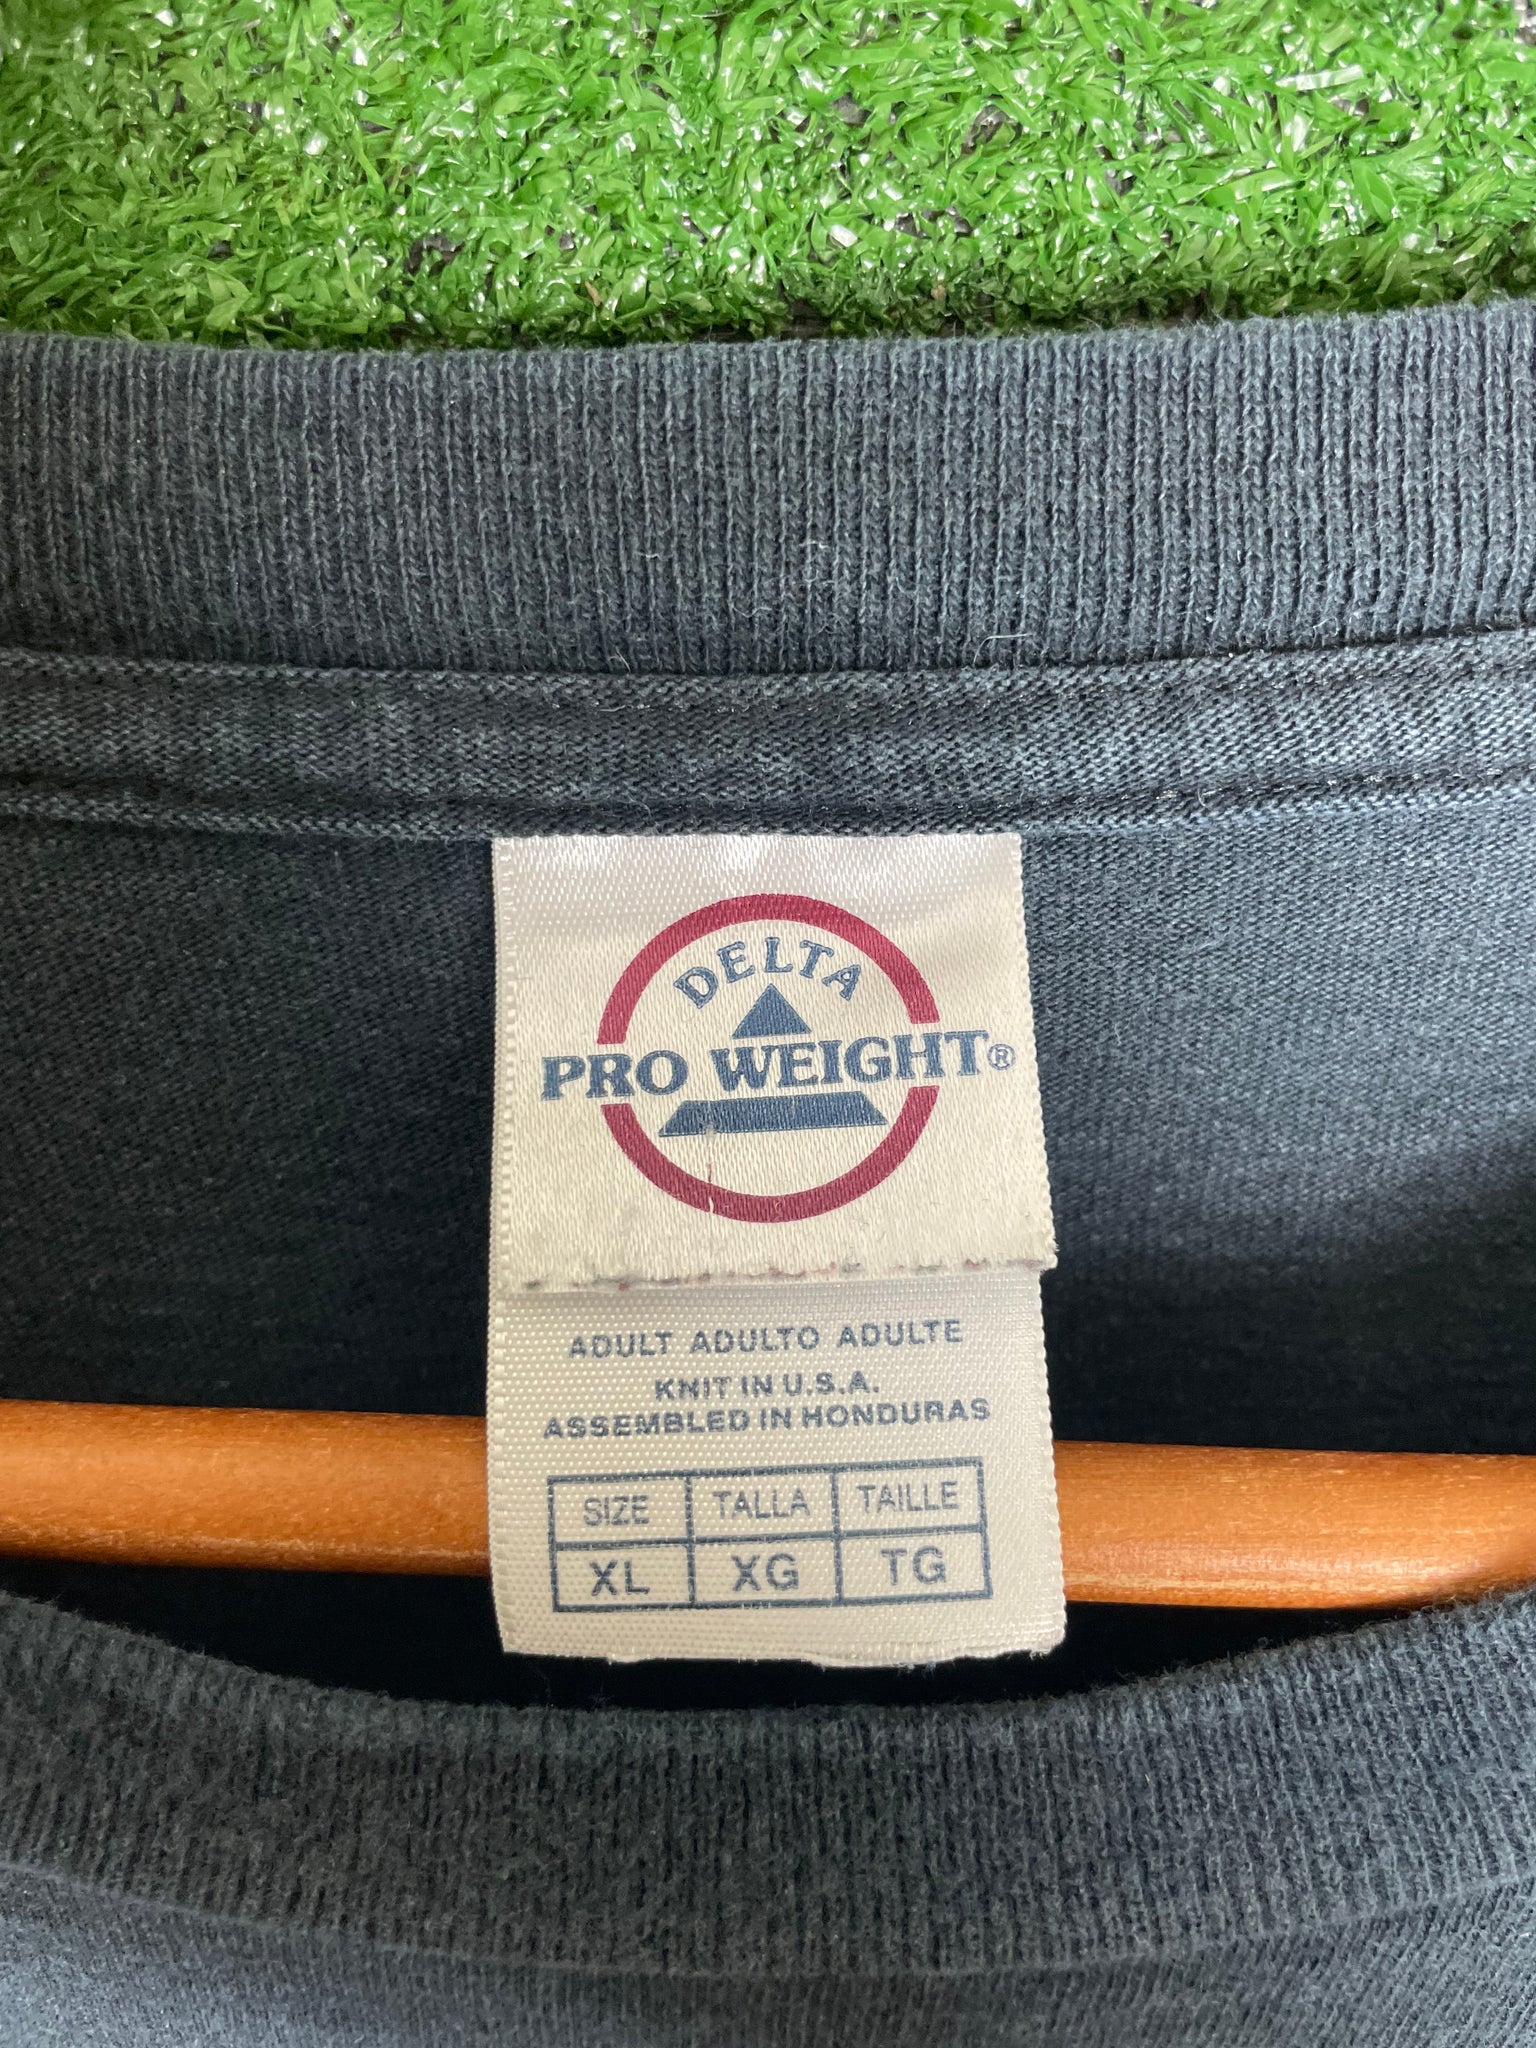 DELTA
PRO WEIGHT®
ADULT ADULTO ADULTE
KNIT IN U.S.A.
ASSEMBLED IN HONDURAS
SIZE TALLA TAILLE
XL XG TG